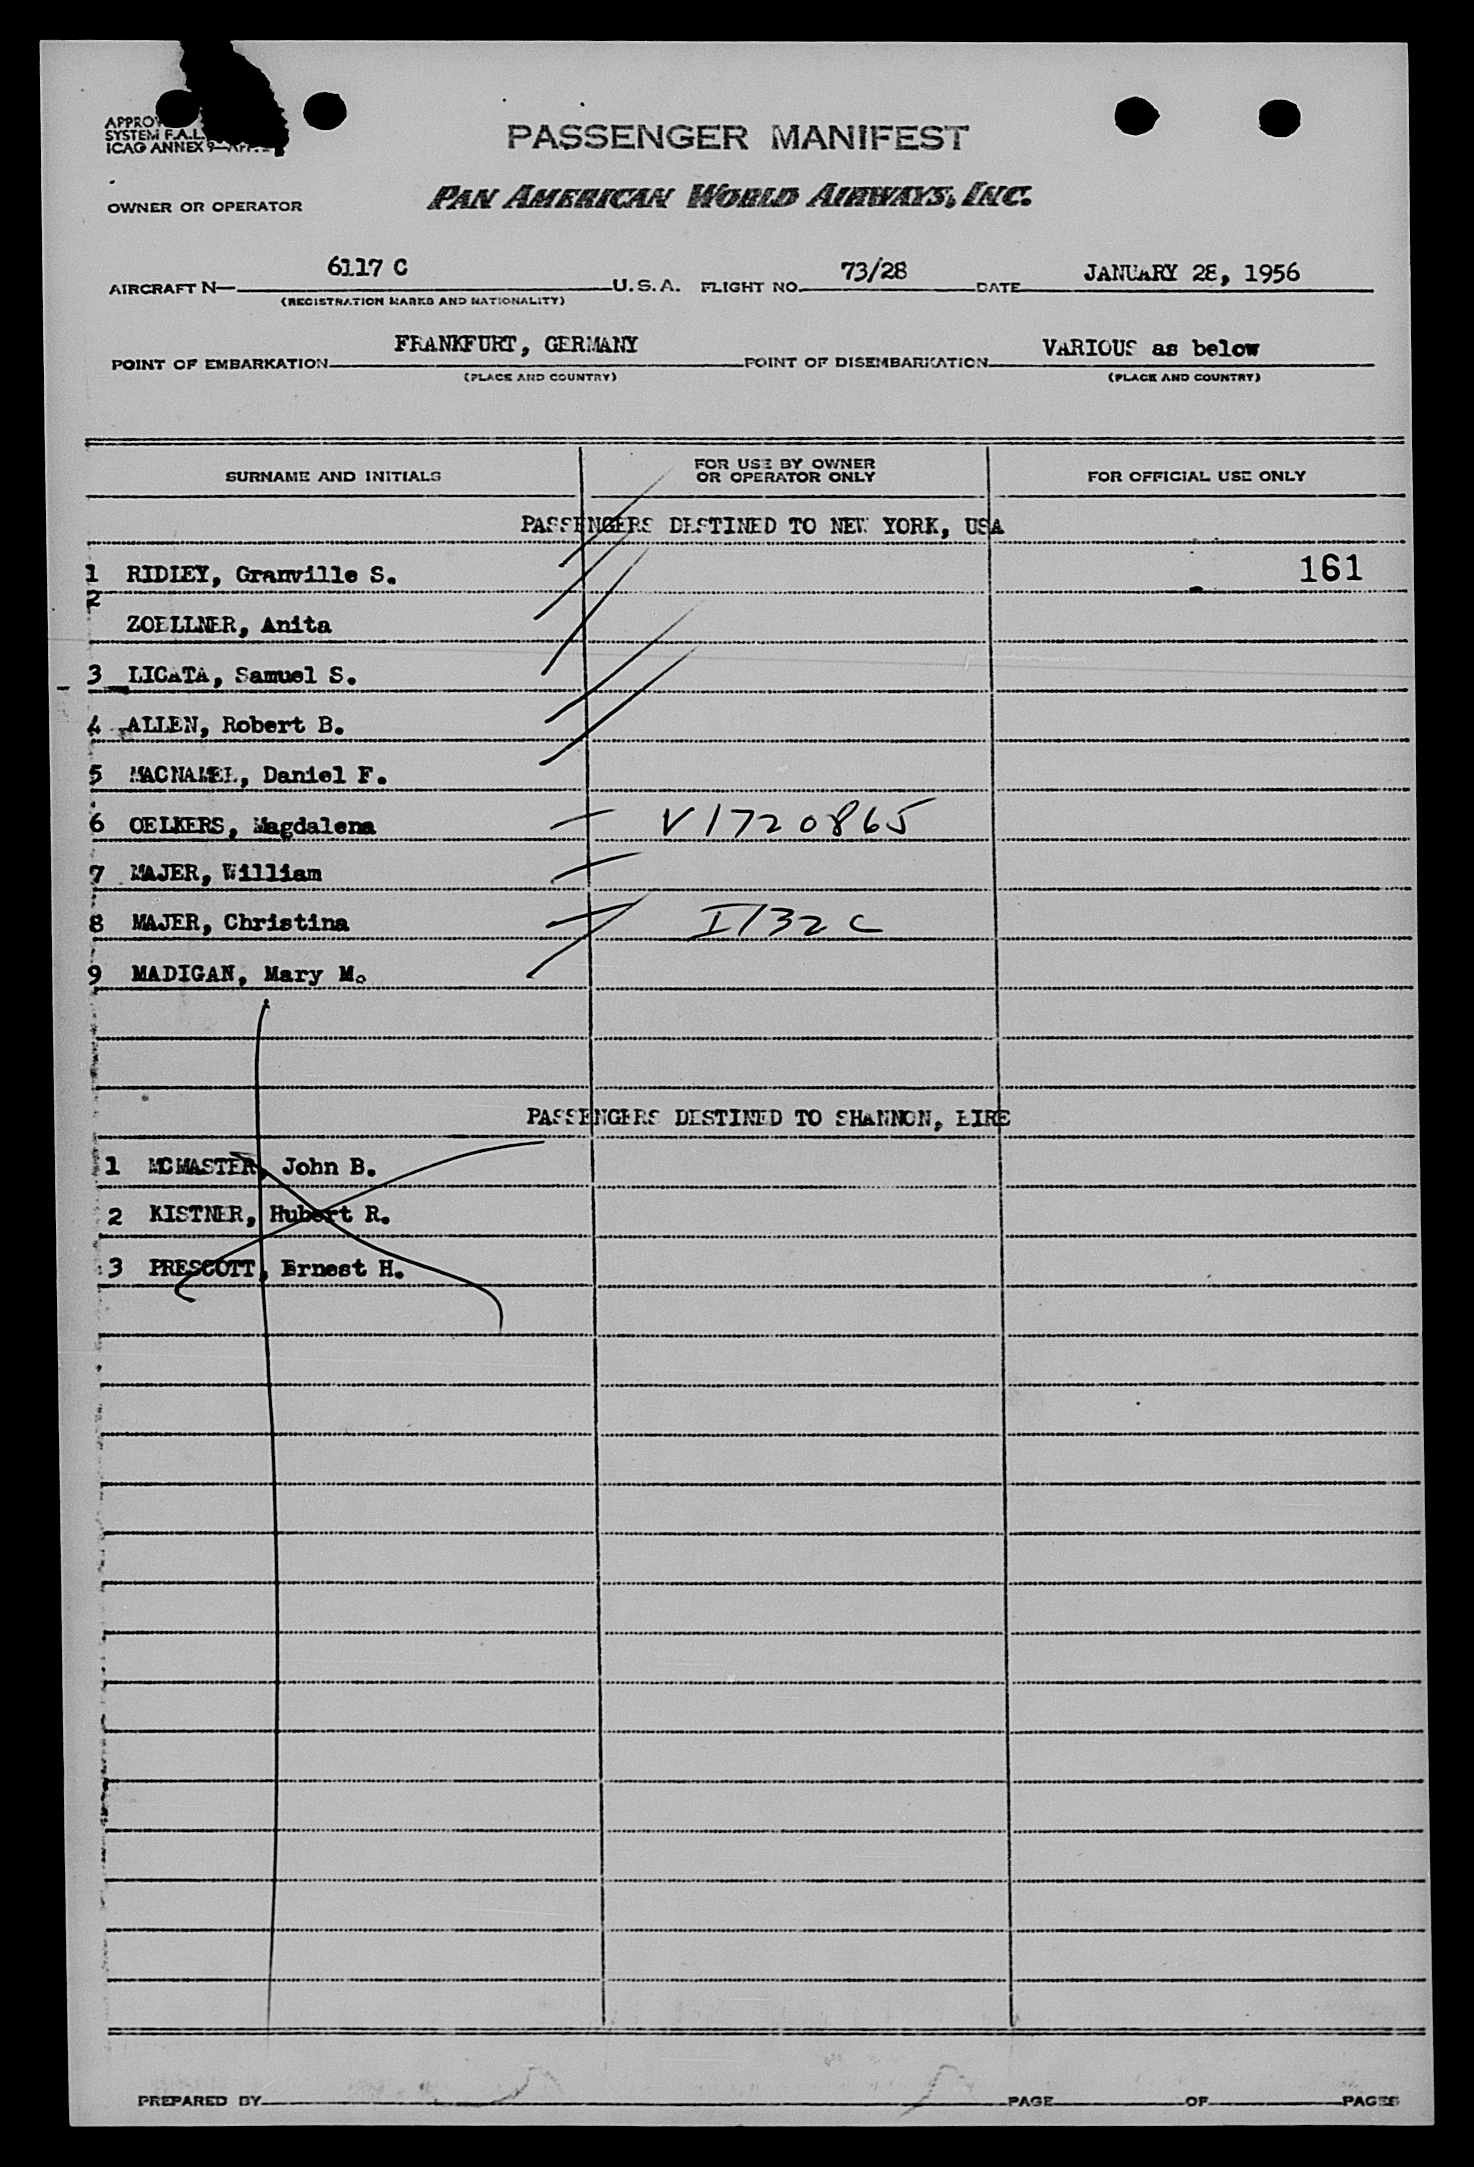 PASSENGER MANIFEST
SYSTEM F.A.L.
ICAO ANNEX 9
PAN AMERICAN WORLD AIRWAYS, INC.
OWNER OR OPERATOR
AIRCRAFT N— 6117 C U.S.A. FLIGHT NO. 73/28 DATE JANUARY 28, 1956
(REGISTRATION MARKS AND NATIONALITY)
POINT OF EMBARKATION FRANKFURT, GERMANY POINT OF DISEMBARKATION VARIOUS as below
(PLACE AND COUNTRY) (PLACE AND COUNTRY)
SURNAME AND INITIALS FOR USE BY OWNER OR OPERATOR ONLY FOR OFFICIAL USE ONLY
PASSENGERS DESTINED TO NEW YORK, USA
1 RIDLEY, Granville S. 161
2 ZOELLNER, Anita
3 LICATA, Samuel S.
4 ALLEN, Robert B.
5 MACNAMEE, Daniel F.
6 OELKERS, Magdalena V1720865
7 MAJER, William
8 MAJER, Christina I132 C
9 MADIGAN, Mary M.
PASSENGERS DESTINED TO SHANNON, EIRE
1 MCMASTER, John B.
2 KISTNER, Hubert R.
3 PRESCOTT, Ernest H.
PREPARED BY PAGE OF PAGES